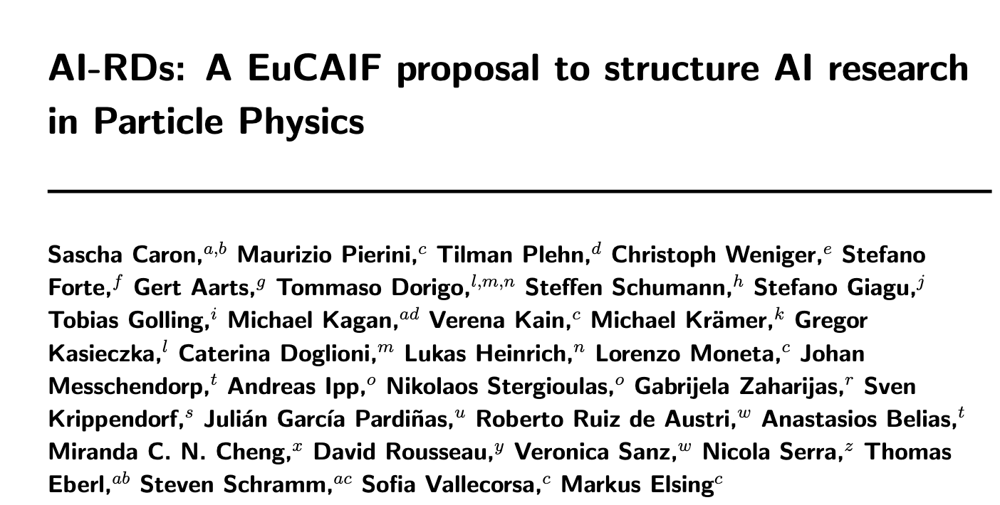 AI-RDs: A EuCAIF proposal to structure AI research
in Particle Physics
Sascha Caron,a,b Maurizio Pierini,c Tilman Plehn,d Christoph Weniger,e Stefano
Forte,f Gert Aarts,g Tommaso Dorigo,l,m,n Steffen Schumann,h Stefano Giagu,j
Tobias Golling,i Michael Kagan,ad Verena Kain,c Michael Krämer,k Gregor
Kasieczka,l Caterina Doglioni,m Lukas Heinrich,n Lorenzo Moneta,c Johan
Messchendorp,t Andreas Ipp,o Nikolaos Stergioulas,o Gabrijela Zaharijas,r Sven
Krippendorf,s Julián García Pardiñas,u Roberto Ruiz de Austri,w Anastasios Belias,t
Miranda C. N. Cheng,x David Rousseau,y Veronica Sanz,w Nicola Serra,z Thomas
Eberl,ab Steven Schramm,ac Sofia Vallecorsa,c Markus Elsingc